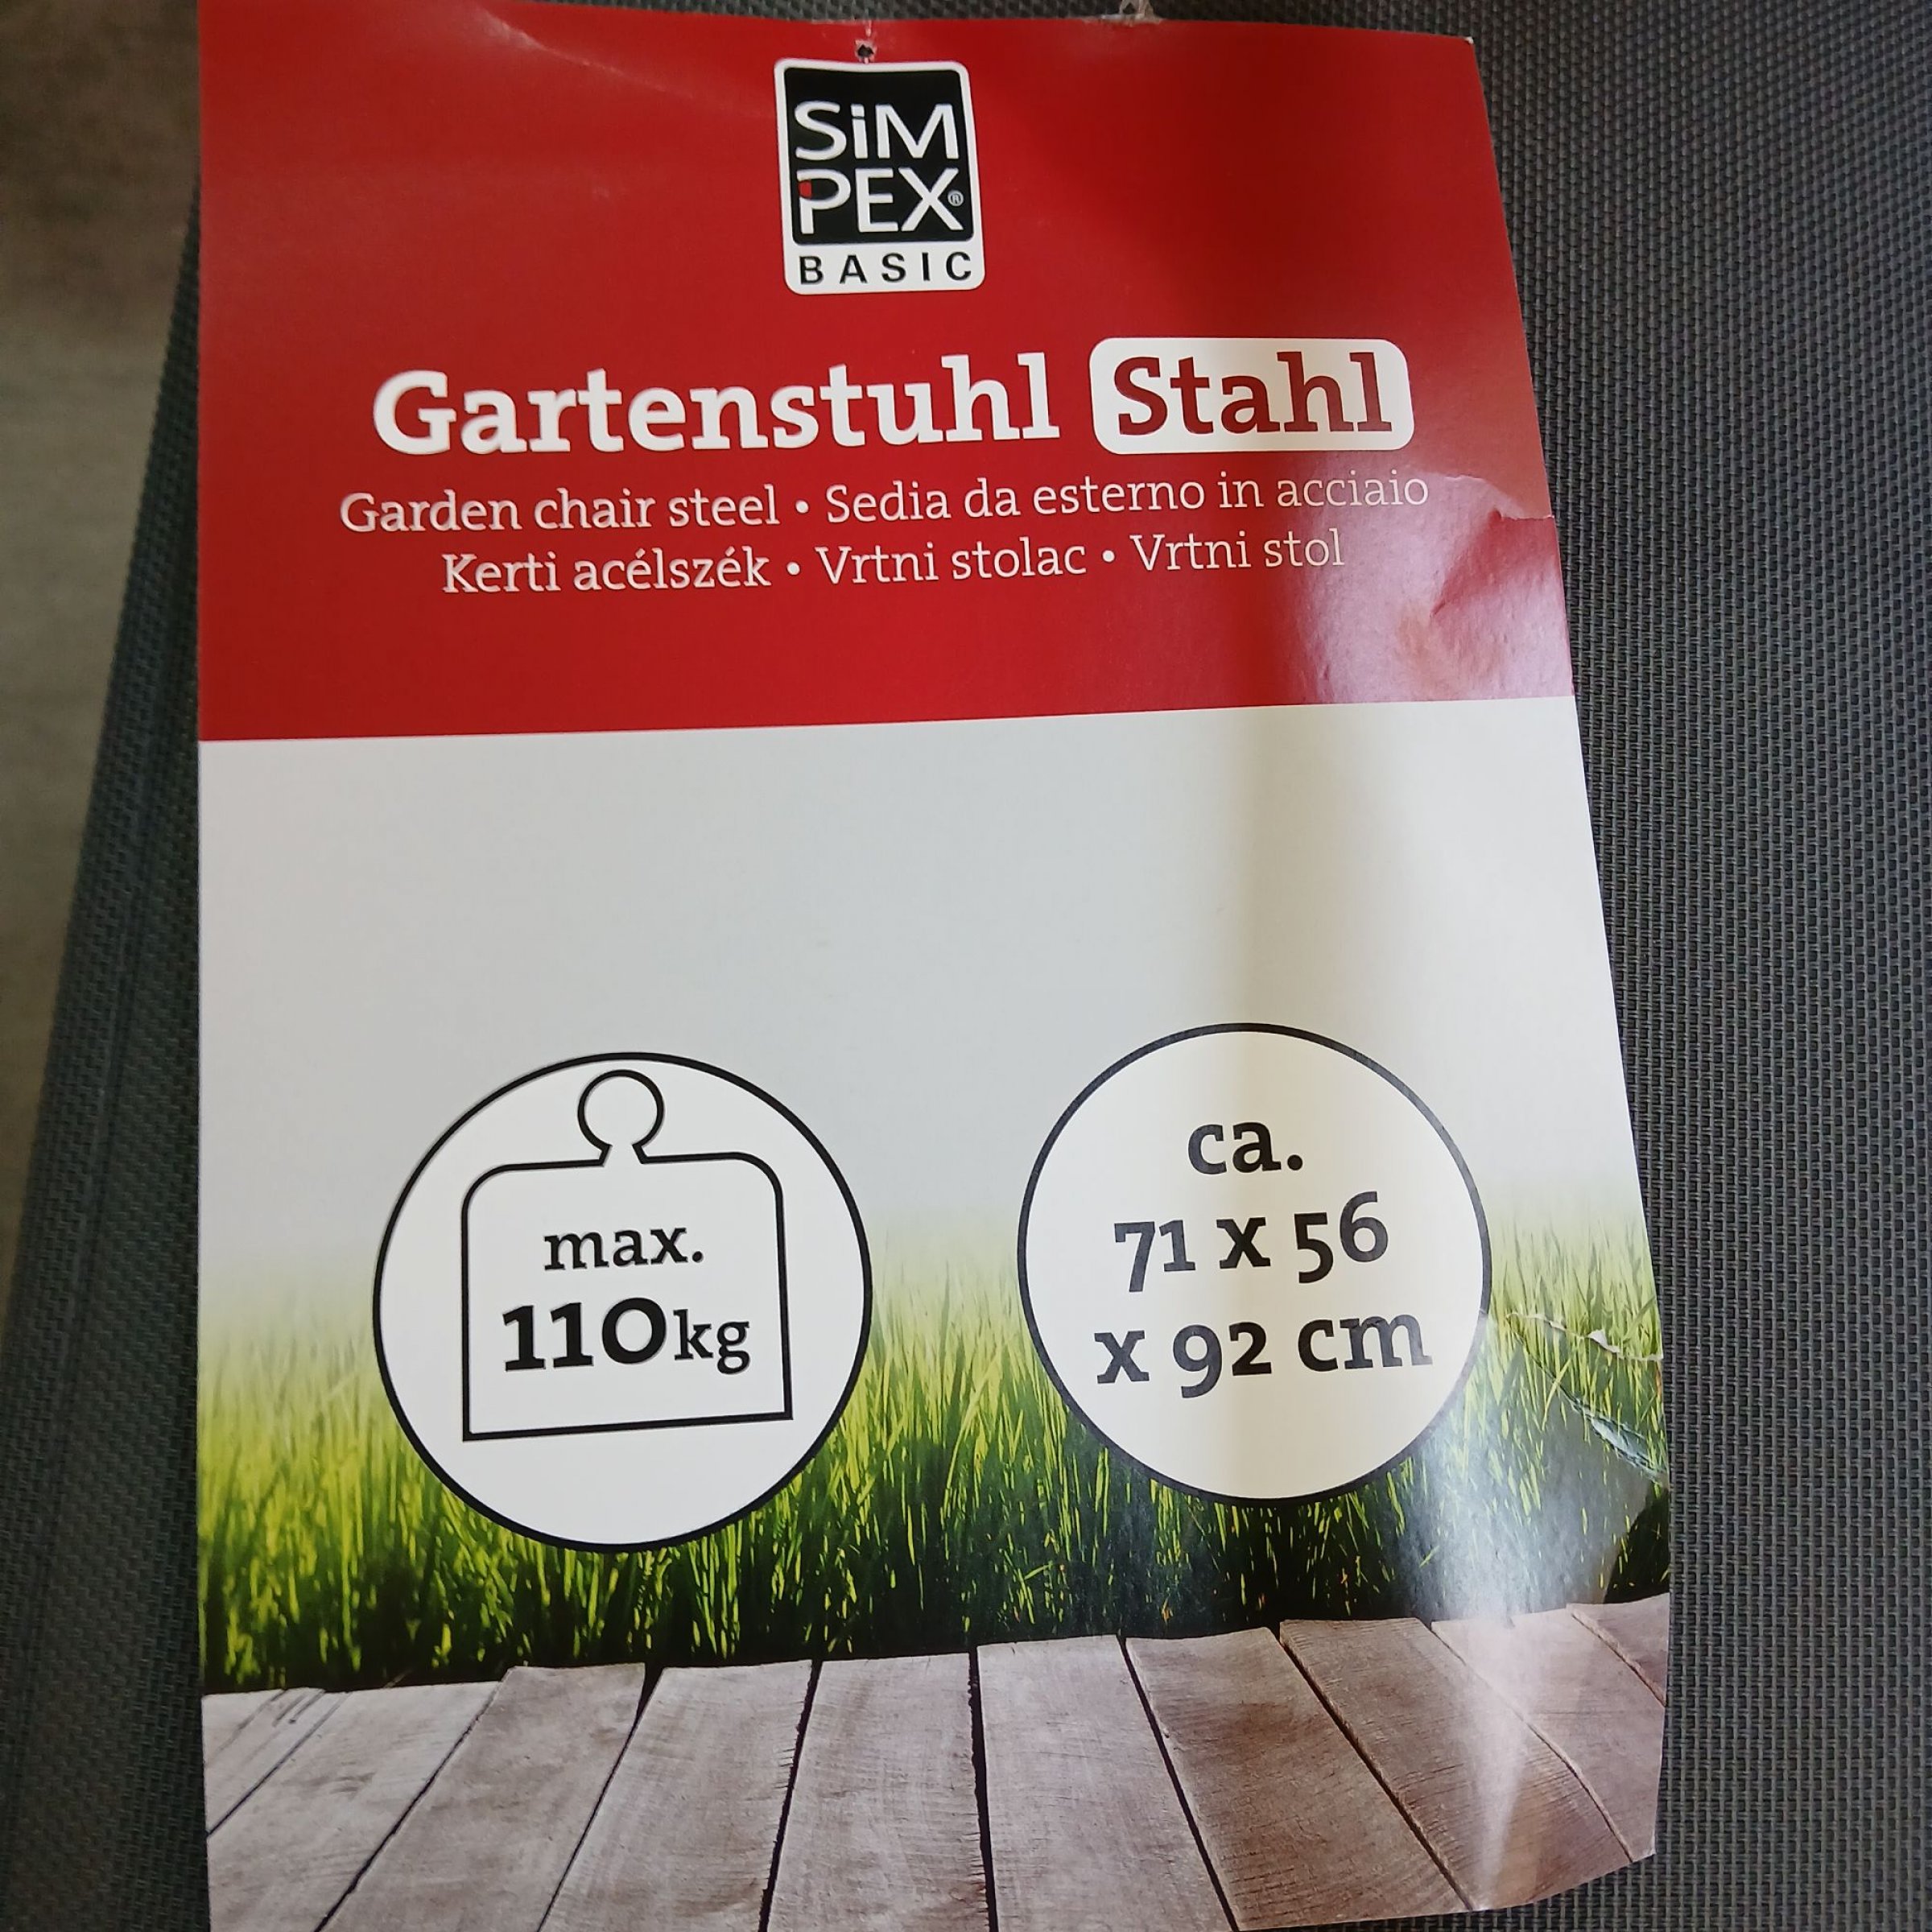 SiM
PEX®
BASIC
Gartenstuhl Stahl
Garden chair steel • Sedia da esterno in acciaio
Kerti acélszék • Vrtni stolac • Vrtni stol
max.
110kg
ca.
71 x 56
x 92 cm